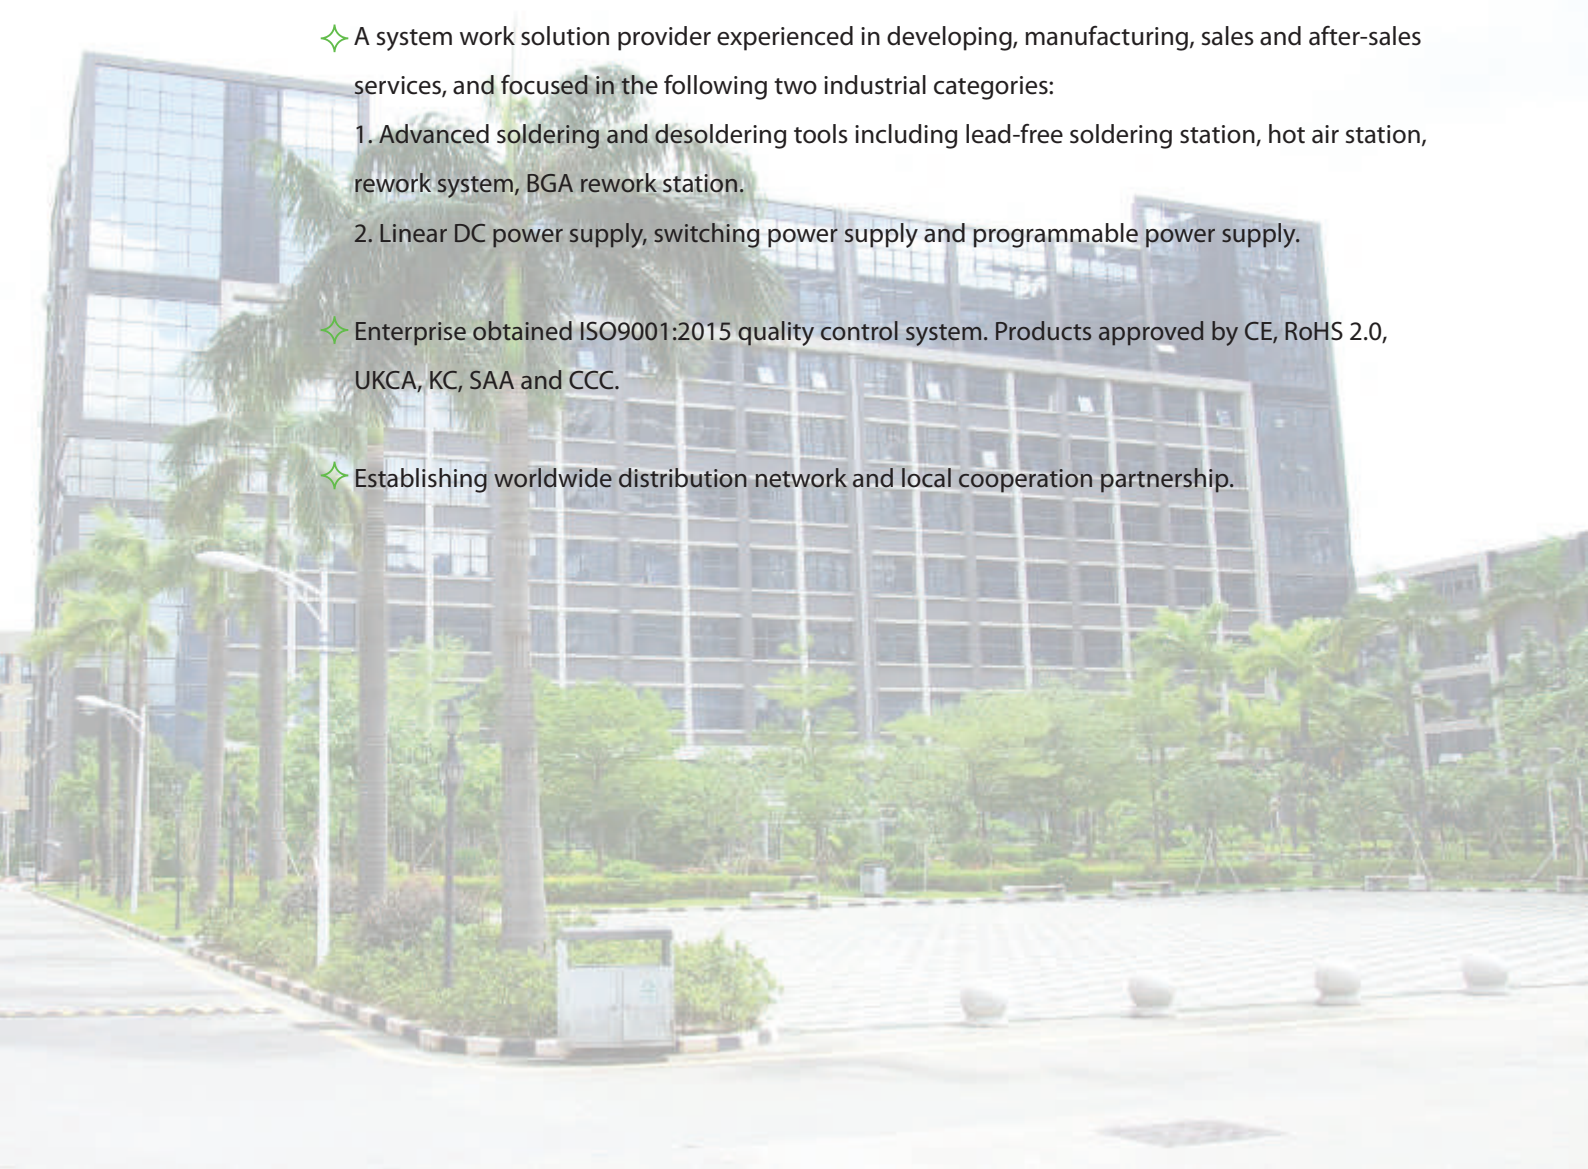 A system work solution provider experienced in developing, manufacturing, sales and after-sales
services, and focused in the following two industrial categories:
1. Advanced soldering and desoldering tools including lead-free soldering station, hot air station,
rework system, BGA rework station.
2. Linear DC power supply, switching power supply and programmable power supply.
Enterprise obtained ISO9001:2015 quality control system. Products approved by CE, RoHS 2.0,
UKCA, KC, SAA and CCC.
Establishing worldwide distribution network and local cooperation partnership.